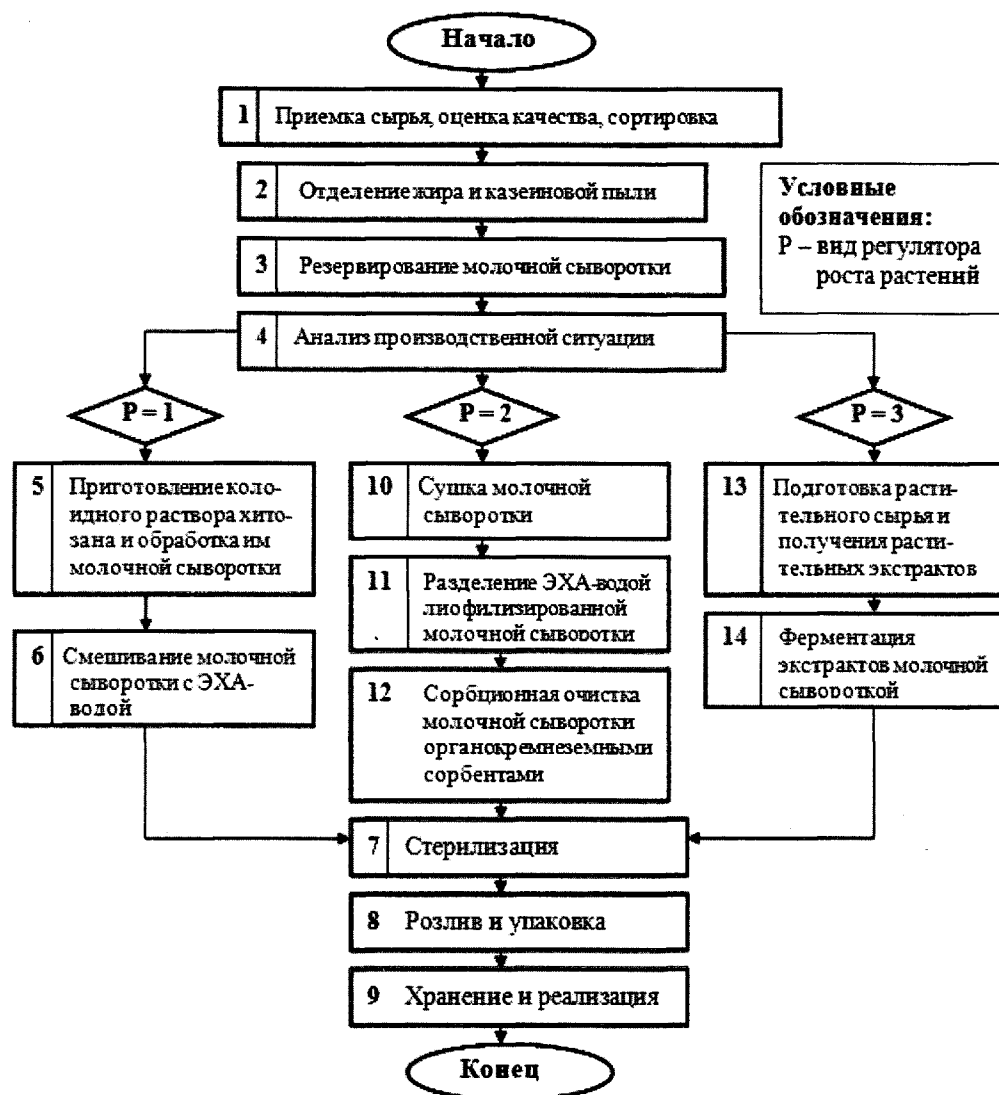 Начало
1 Приемка сырья, оценка качества, сортировка
2 Отделение жира и казеиновой пыли
3 Резервирование молочной сыворотки
4 Анализ производственной ситуации
Условные
обозначения:
Р – вид регулятора
роста растений
Р = 1
Р = 2
Р = 3
5 Приготовление коло-
идного раствора хито-
зана и обработка им
молочной сыворотки
6 Смешивание молочной
сыворотки с ЭХА-
водой
10 Сушка молочной
сыворотки
11 Разделение ЭХА-водой
лиофилизированной
молочной сыворотки
12 Сорбционная очистка
молочной сыворотки
органокремнеземными
сорбентами
13 Подготовка расти-
тельного сырья и
получения расти-
тельных экстрактов
14 Ферментация
экстрактов молочной
сывороткой
7 Стерилизация
8 Розлив и упаковка
9 Хранение и реализация
Конец